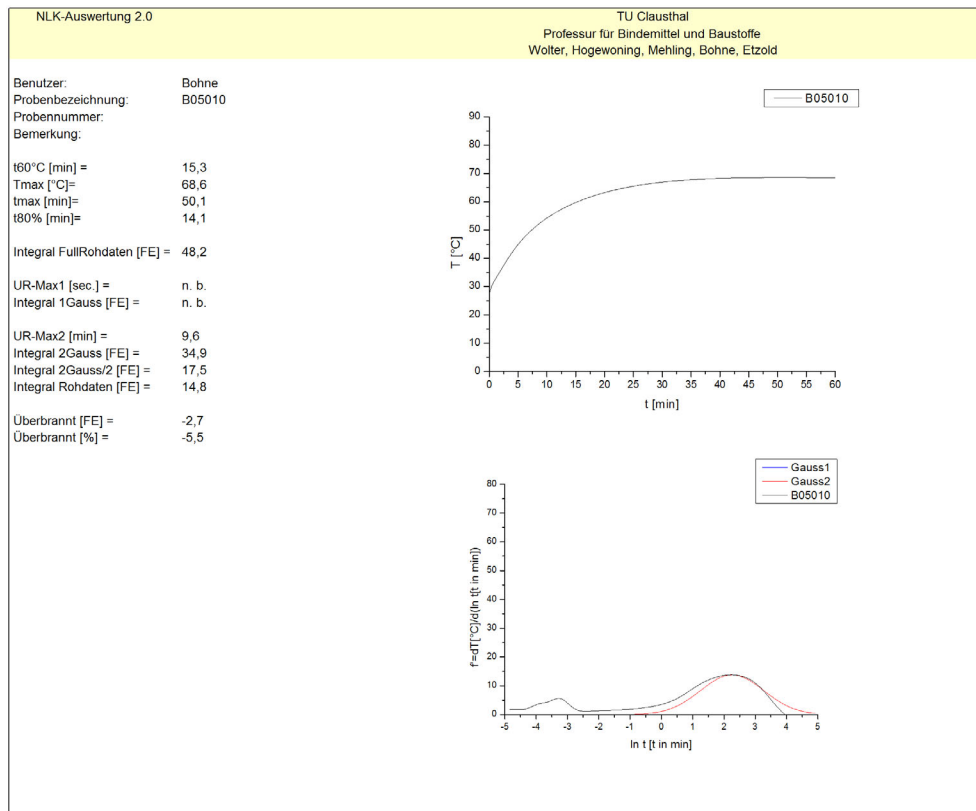 NLK-Auswertung 2.0
TU Clausthal
Professur für Bindemittel und Baustoffe
Wolter, Hogewoning, Mehling, Bohne, Etzold
Benutzer: Bohne
Probenbezeichnung: B05010
Probennummer:
Bemerkung:
t60°C [min] = 15,3
Tmax [°C]= 68,6
tmax [min]= 50,1
t80% [min]= 14,1
Integral FullRohdaten [FE] = 48,2
UR-Max1 [sec.] = n. b.
Integral 1Gauss [FE] = n. b.
UR-Max2 [min] = 9,6
Integral 2Gauss [FE] = 34,9
Integral 2Gauss/2 [FE] = 17,5
Integral Rohdaten [FE] = 14,8
Überbrannt [FE] = -2,7
Überbrannt [%] = -5,5
B05010
90
80
70
60
50
40
30
20
10
0
T [°C]
0 5 10 15 20 25 30 35 40 45 50 55 60
t [min]
Gauss1
Gauss2
B05010
80
70
60
50
40
30
20
10
0
f'=dT[°C]/d(ln t[t in min])
-5 -4 -3 -2 -1 0 1 2 3 4 5
ln t [t in min]